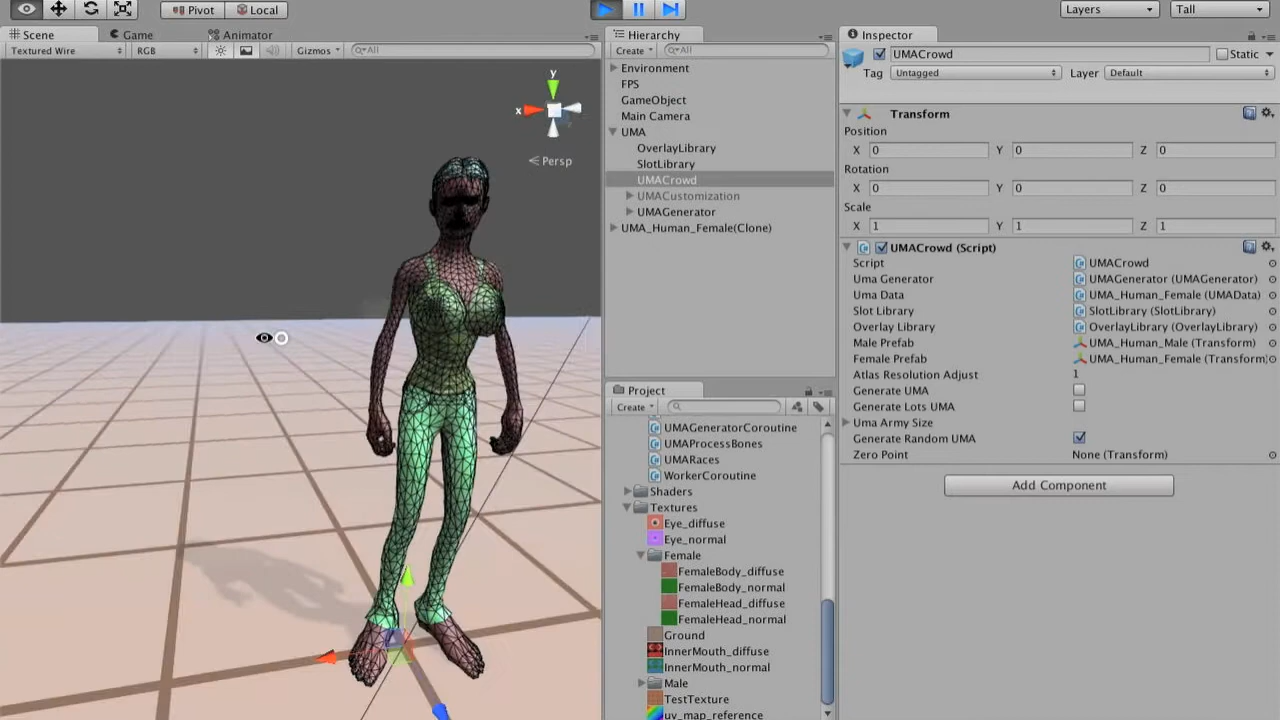 Pivot Local Layers Tall
Scene Game Animator
Textured Wire RGB Gizmos All
y
x
Persp
Hierarchy
Create All
Environment
FPS
GameObject
Main Camera
UMA
OverlayLibrary
SlotLibrary
UMACrowd
UMACustomization
UMAGenerator
UMA_Human_Female(Clone)
Project
Create
UMAGeneratorCoroutine
UMAProcessBones
UMARaces
WorkerCoroutine
Shaders
Textures
Eye_diffuse
Eye_normal
Female
FemaleBody_diffuse
FemaleBody_normal
FemaleHead_diffuse
FemaleHead_normal
Ground
InnerMouth_diffuse
InnerMouth_normal
Male
TestTexture
uv_map_reference
Inspector
UMACrowd Static
Tag Untagged Layer Default
Transform
Position
X 0 Y 0 Z 0
Rotation
X 0 Y 0 Z 0
Scale
X 1 Y 1 Z 1
UMACrowd (Script)
Script UMACrowd
Uma Generator UMAGenerator (UMAGenerator)
Uma Data UMA_Human_Female (UMAData)
Slot Library SlotLibrary (SlotLibrary)
Overlay Library OverlayLibrary (OverlayLibrary)
Male Prefab UMA_Human_Male (Transform)
Female Prefab UMA_Human_Female (Transform
Atlas Resolution Adjust 1
Generate UMA
Generate Lots UMA
Uma Army Size
Generate Random UMA
Zero Point None (Transform)
Add Component